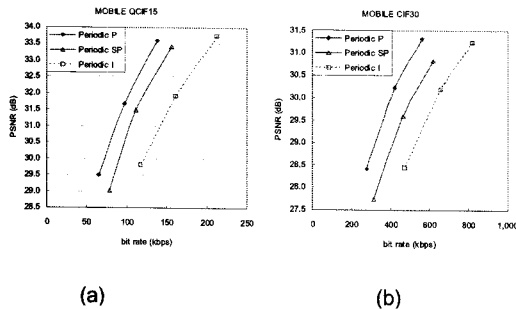 MOBILE QCIF15
34.0
33.5
33.0
32.5
32.0
31.5
31.0
30.5
30.0
29.5
29.0
28.5
PSNR (dB)
Periodic P
Periodic SP
Periodic I
0 50 100 150 200 250
bit rate (kbps)
(a)
MOBILE CIF30
31.5
31.0
30.5
30.0
29.5
29.0
28.5
28.0
27.5
PSNR (dB)
Periodic P
Periodic SP
Periodic I
0 200 400 600 800 1,000
bit rate (kbps)
(b)